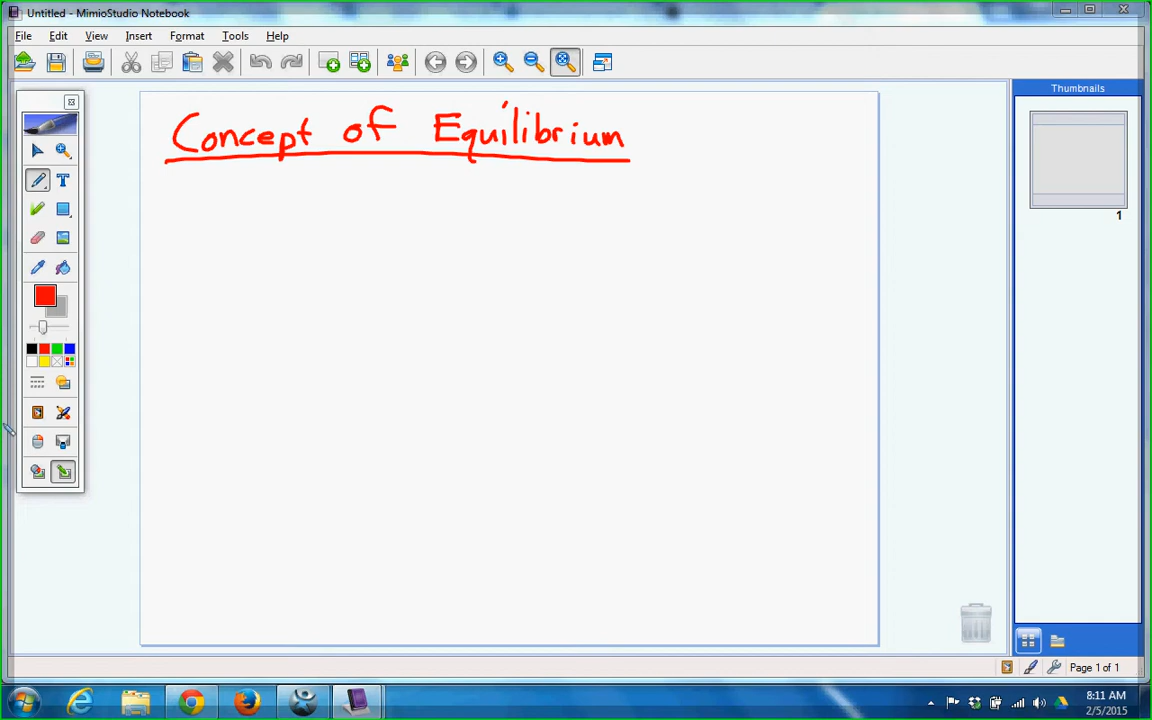 Untitled - MimioStudio Notebook
File Edit View Insert Format Tools Help
Thumbnails
Concept of Equilibrium
1
Page 1 of 1
8:11 AM
2/5/2015